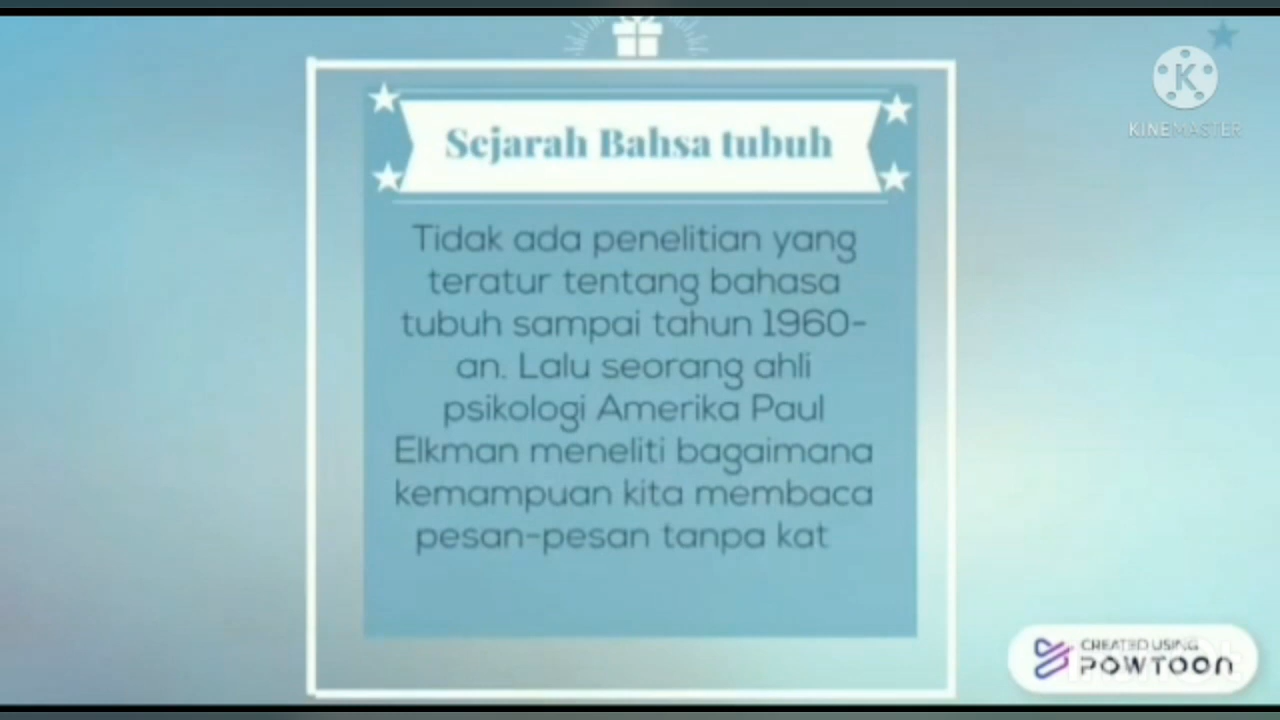 Sejarah Bahsa tubuh
Tidak ada penelitian yang
teratur tentang bahasa
tubuh sampai tahun 1960-
an. Lalu seorang ahli
psikologi Amerika Paul
Elkman meneliti bagaimana
kemampuan kita membaca
pesan-pesan tanpa kat
K
KINEMASTER
CREATED USING
POWTOON